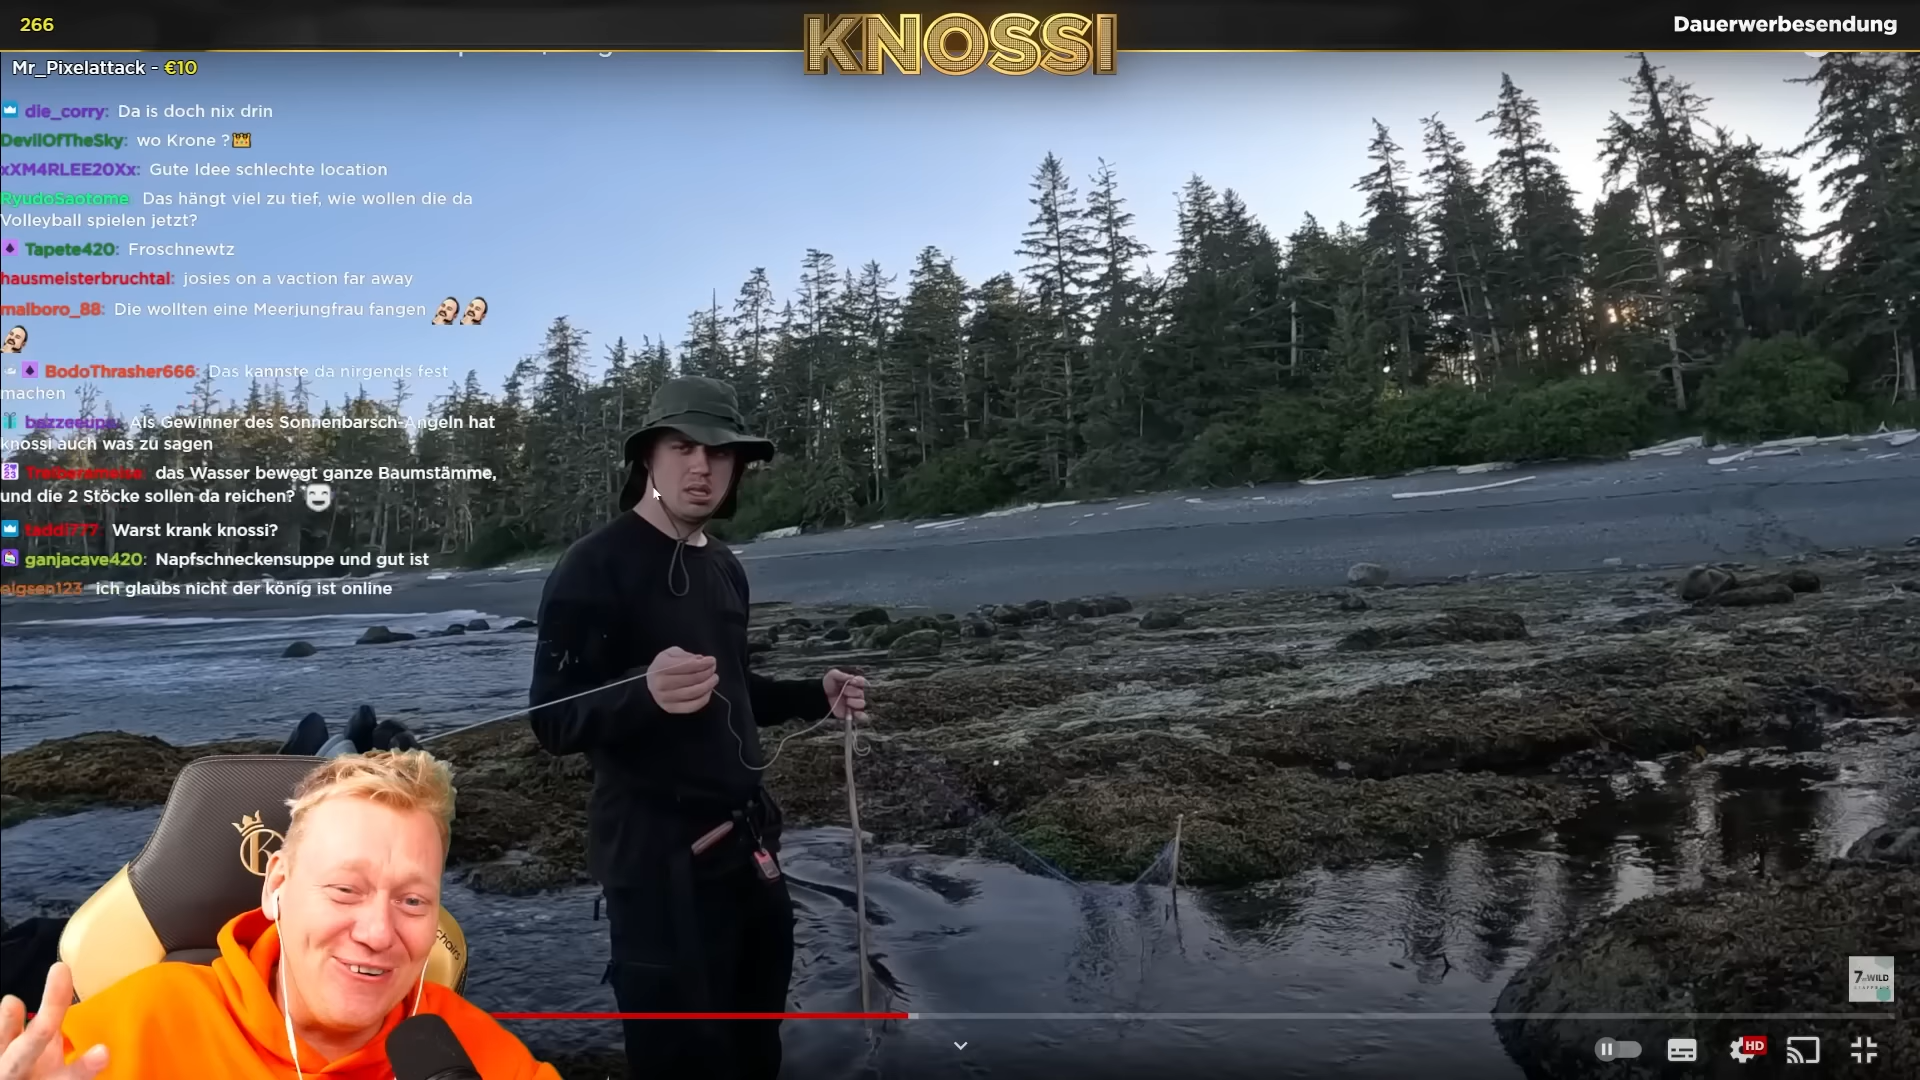 266
KNOSSI
Dauerwerbesendung
Mr_Pixelattack - €10
die_corry: Da is doch nix drin
DevilOfTheSky: wo Krone ?
xXM4RLEE20Xx: Gute Idee schlechte location
RyudoSaotome: Das hängt viel zu tief, wie wollen die da
Volleyball spielen jetzt?
Tapete420: Froschnewtz
hausmeisterbruchtal: josies on a vaction far away
malboro_88: Die wollten eine Meerjungfrau fangen
BodoThrasher666: Das kannste da nirgends fest
machen
Als Gewinner des Sonnenbarsch-Angeln hat
knossi auch was zu sagen
das Wasser bewegt ganze Baumstämme,
und die 2 Stöcke sollen da reichen?
taddi777: Warst krank knossi?
ganjacave420: Napfschneckensuppe und gut ist
ich glaubs nicht der könig ist online
chairs
7 vs. WILD
HD